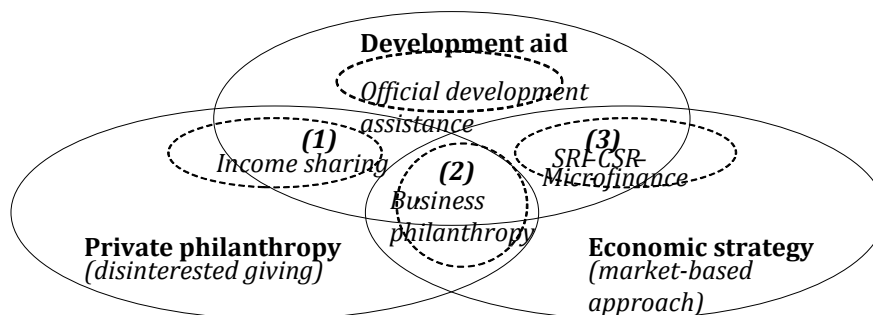 Development aid
Official development
assistance
(1)
Income sharing
(3)
SRI-CSR-
Microfinance
(2)
Business
philanthropy
Private philanthropy
(disinterested giving)
Economic strategy
(market-based
approach)